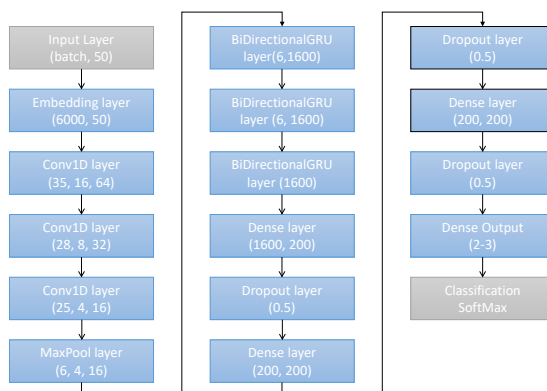 Input Layer
(batch, 50)
Embedding layer
(6000, 50)
Conv1D layer
(35, 16, 64)
Conv1D layer
(28, 8, 32)
Conv1D layer
(25, 4, 16)
MaxPool layer
(6, 4, 16)
BiDirectionalGRU
layer(6,1600)
BiDirectionalGRU
layer (6, 1600)
BiDirectionalGRU
layer (1600)
Dense layer
(1600, 200)
Dropout layer
(0.5)
Dense layer
(200, 200)
Dropout layer
(0.5)
Dense layer
(200, 200)
Dropout layer
(0.5)
Dense Output
(2-3)
Classification
SoftMax